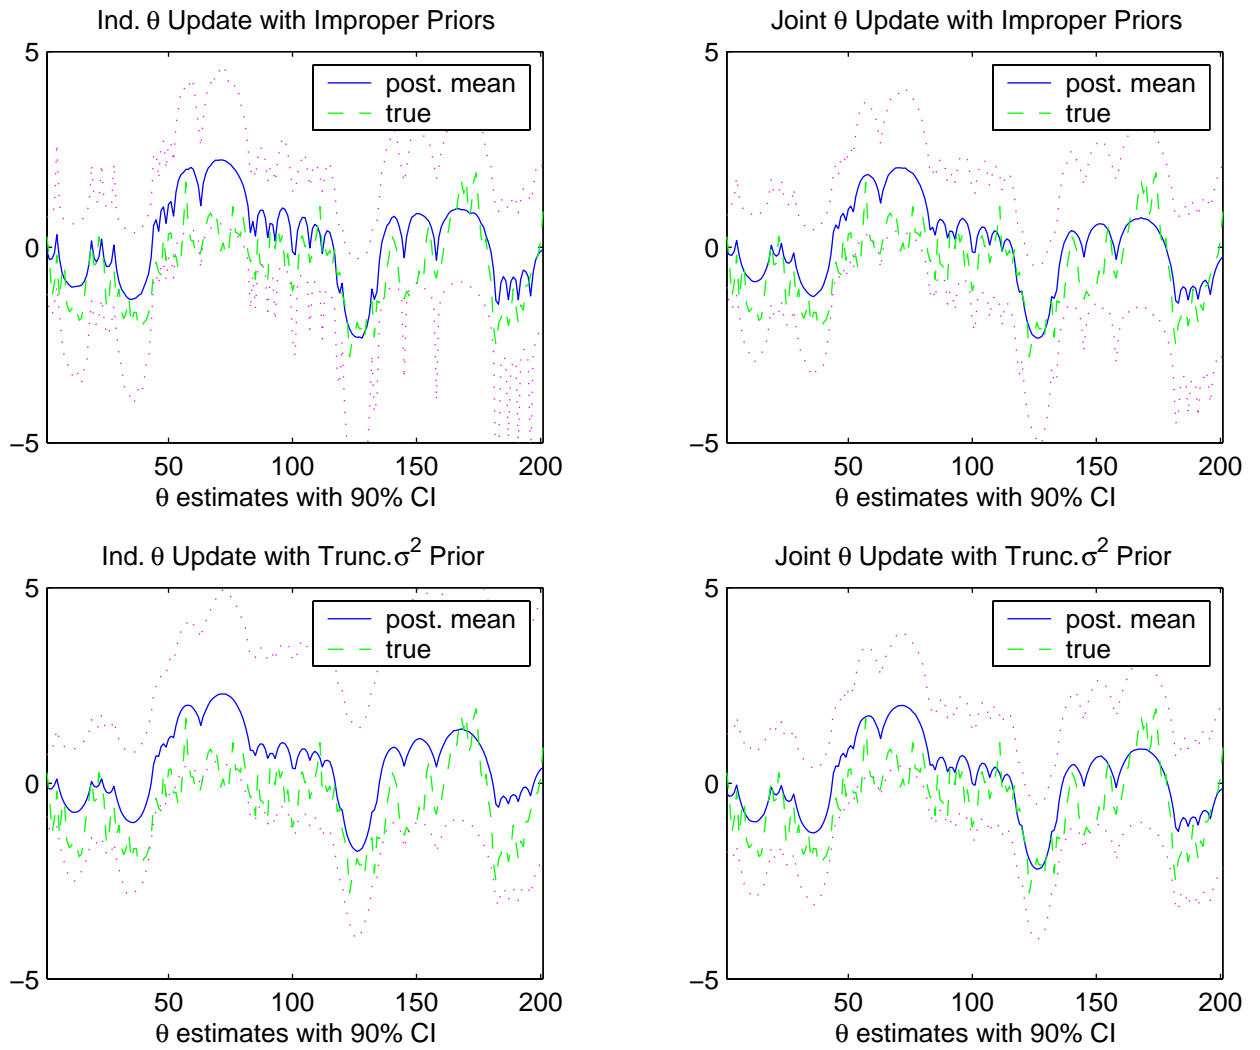 Ind. θ Update with Improper Priors
5
0
−5
post. mean
true
50
100
150
200
θ estimates with 90% CI
Joint θ Update with Improper Priors
5
0
−5
post. mean
true
50
100
150
200
θ estimates with 90% CI
Ind. θ Update with Trunc.σ² Prior
5
0
−5
post. mean
true
50
100
150
200
θ estimates with 90% CI
Joint θ Update with Trunc.σ² Prior
5
0
−5
post. mean
true
50
100
150
200
θ estimates with 90% CI